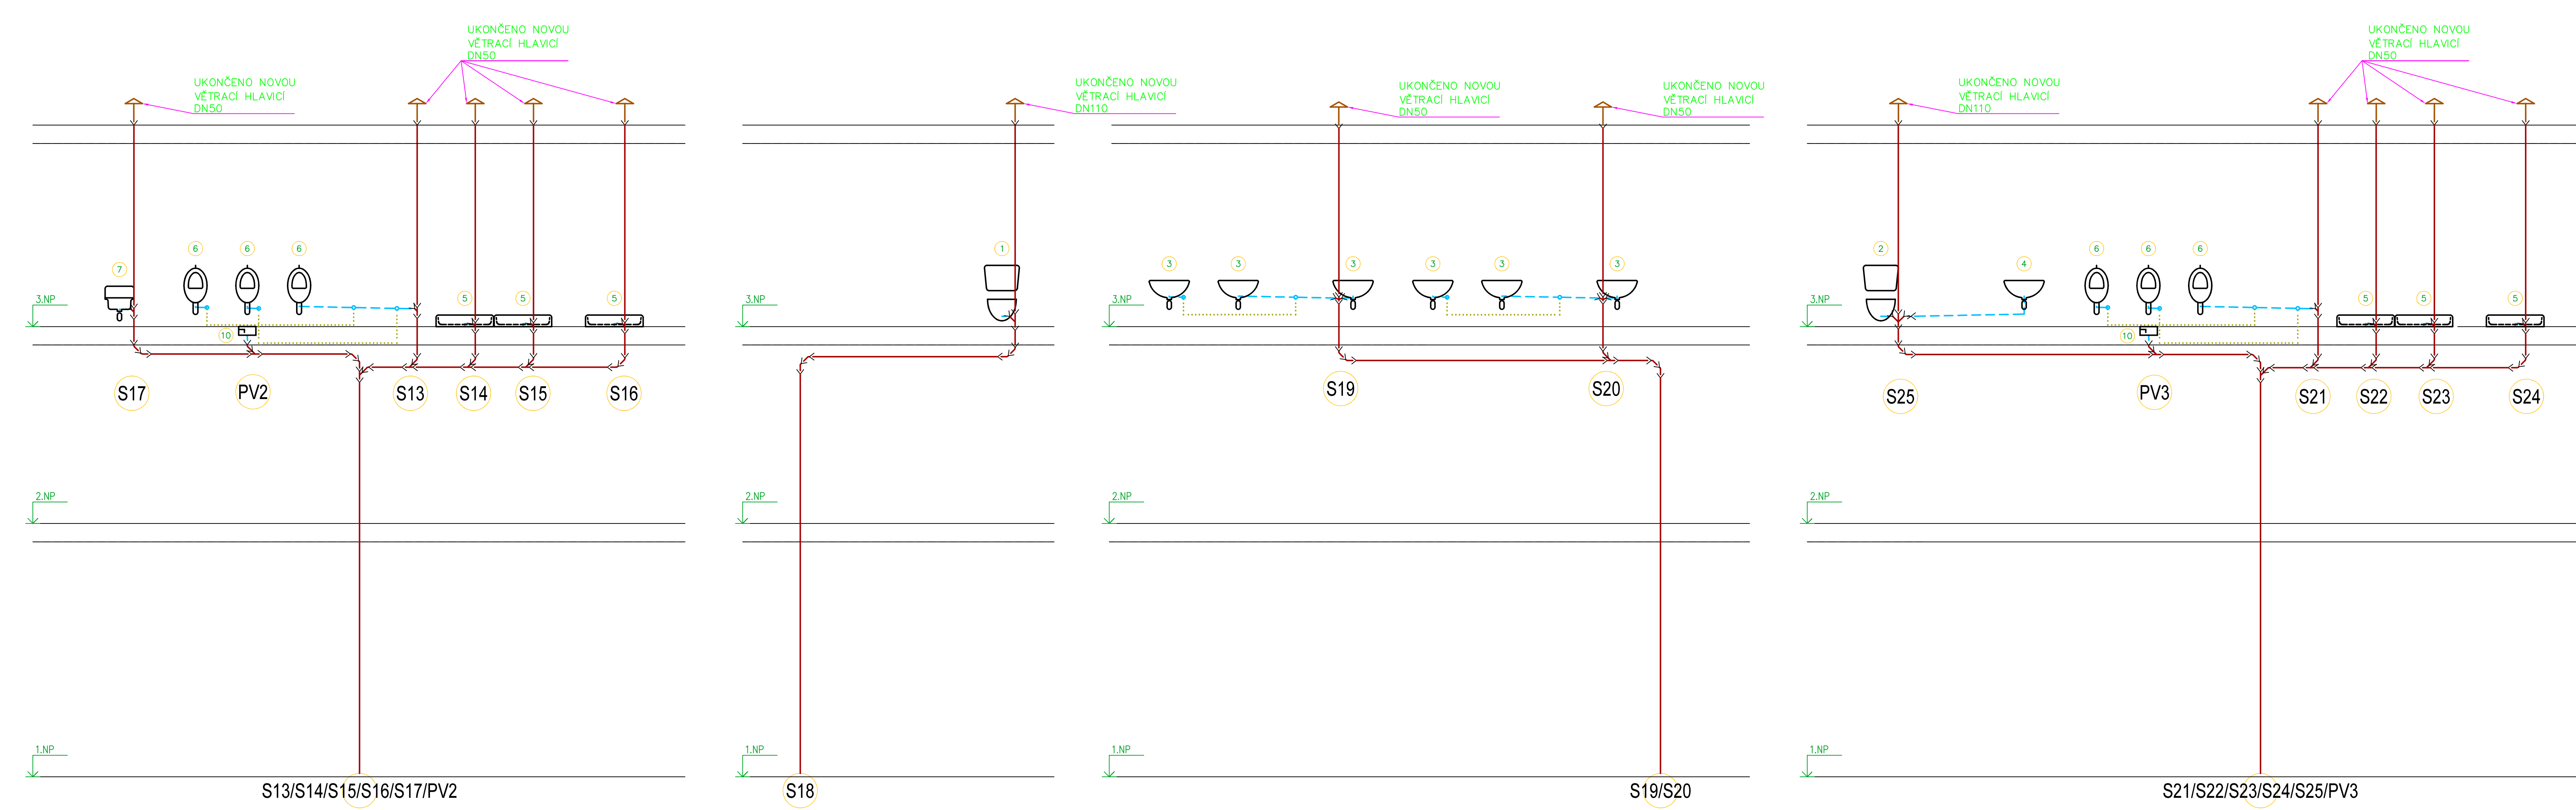 UKONČENO NOVOU
VĚTRACÍ HLAVICÍ
DN50
UKONČENO NOVOU
VĚTRACÍ HLAVICÍ
DN50
7
6
6
6
5
5
5
10
3.NP
S17
PV2
S13
S14
S15
S16
2.NP
1.NP
S13/S14/S15/S16/S17/PV2
UKONČENO NOVOU
VĚTRACÍ HLAVICÍ
DN110
1
3.NP
2.NP
1.NP
S18
UKONČENO NOVOU
VĚTRACÍ HLAVICÍ
DN50
UKONČENO NOVOU
VĚTRACÍ HLAVICÍ
DN50
3
3
3
3
3
3
3.NP
S19
S20
2.NP
1.NP
S19/S20
UKONČENO NOVOU
VĚTRACÍ HLAVICÍ
DN110
UKONČENO NOVOU
VĚTRACÍ HLAVICÍ
DN50
2
4
6
6
6
5
5
5
10
3.NP
S25
PV3
S21
S22
S23
S24
2.NP
1.NP
S21/S22/S23/S24/S25/PV3